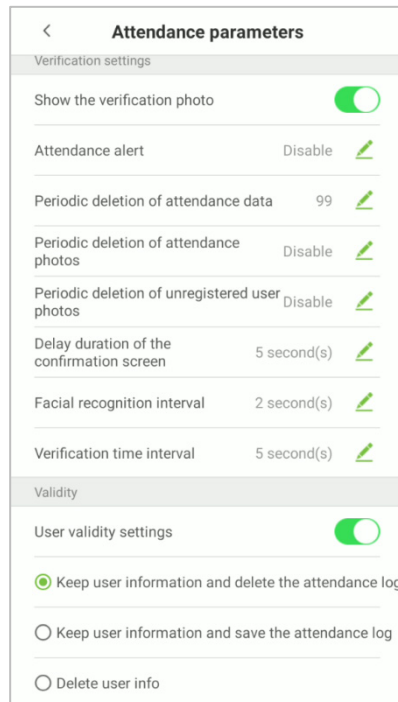 Attendance parameters
Verification settings
Show the verification photo
Attendance alert Disable
Periodic deletion of attendance data 99
Periodic deletion of attendance
photos Disable
Periodic deletion of unregistered user
photos Disable
Delay duration of the
confirmation screen 5 second(s)
Facial recognition interval 2 second(s)
Verification time interval 5 second(s)
Validity
User validity settings
Keep user information and delete the attendance log
Keep user information and save the attendance log
Delete user info